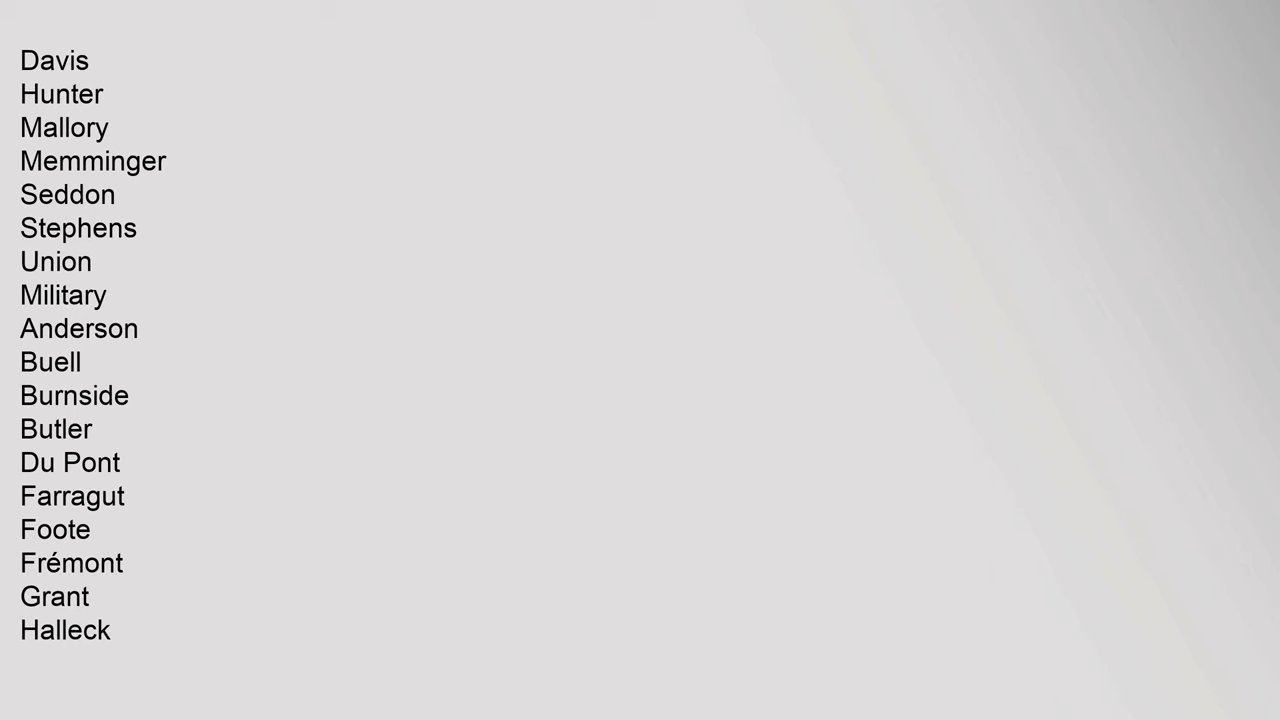 Davis
Hunter
Mallory
Memminger
Seddon
Stephens
Union
Military
Anderson
Buell
Burnside
Butler
Du Pont
Farragut
Foote
Frémont
Grant
Halleck